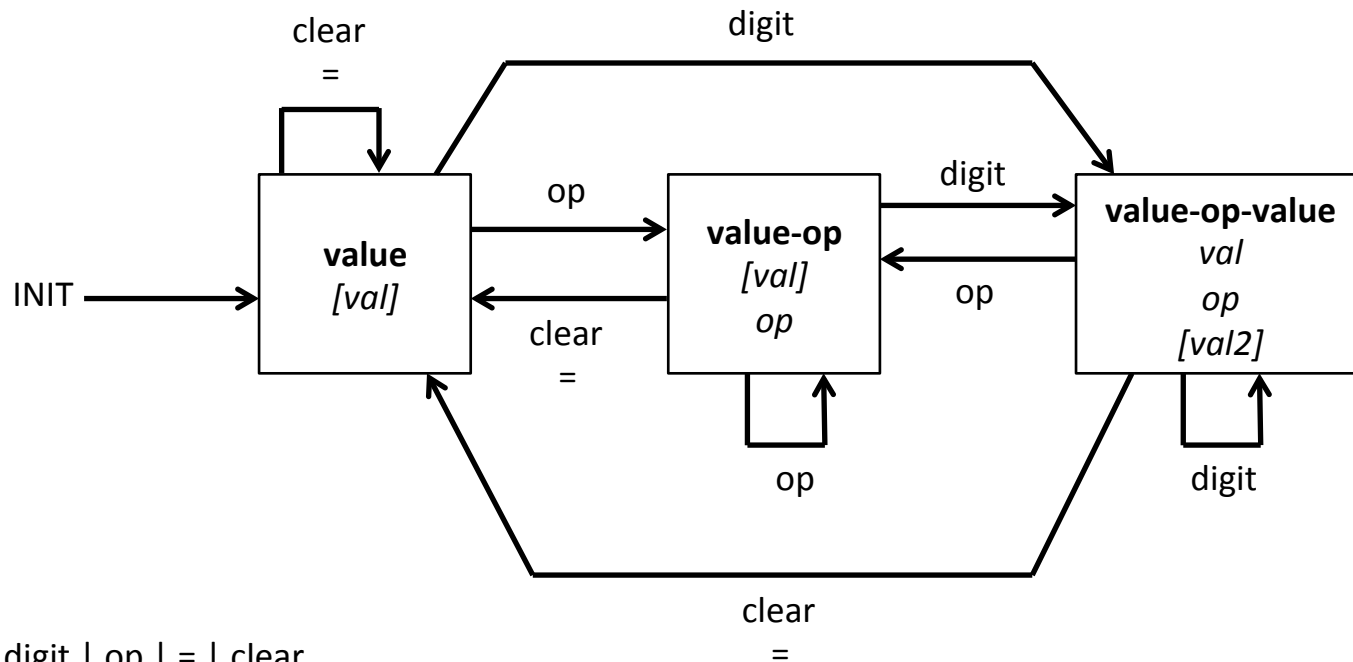 clear
=
digit
op
digit
value
[val]
value-op
[val]
op
value-op-value
val
op
[val2]
INIT
clear
=
op
op
digit
clear
=
digit | op | = | clear